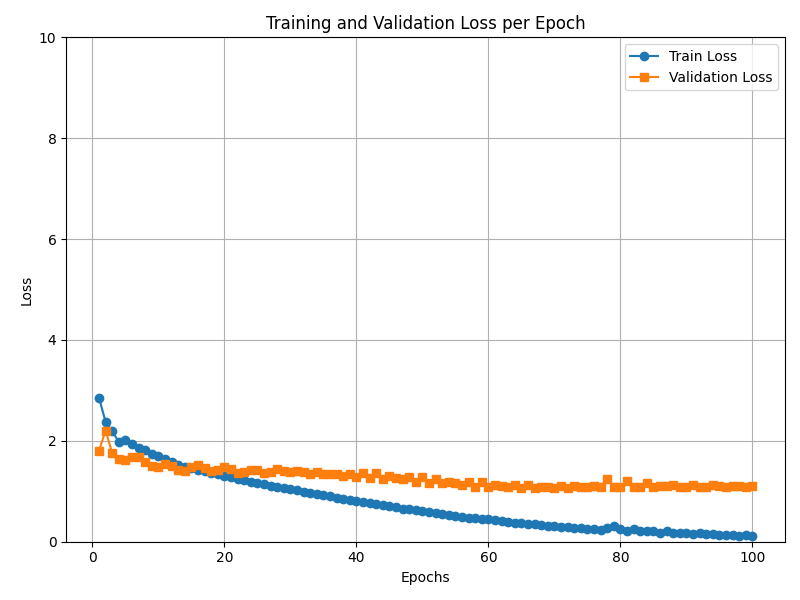 Training and Validation Loss per Epoch
Train Loss
Validation Loss
Loss
10
8
6
4
2
0
0 20 40 60 80 100
Epochs